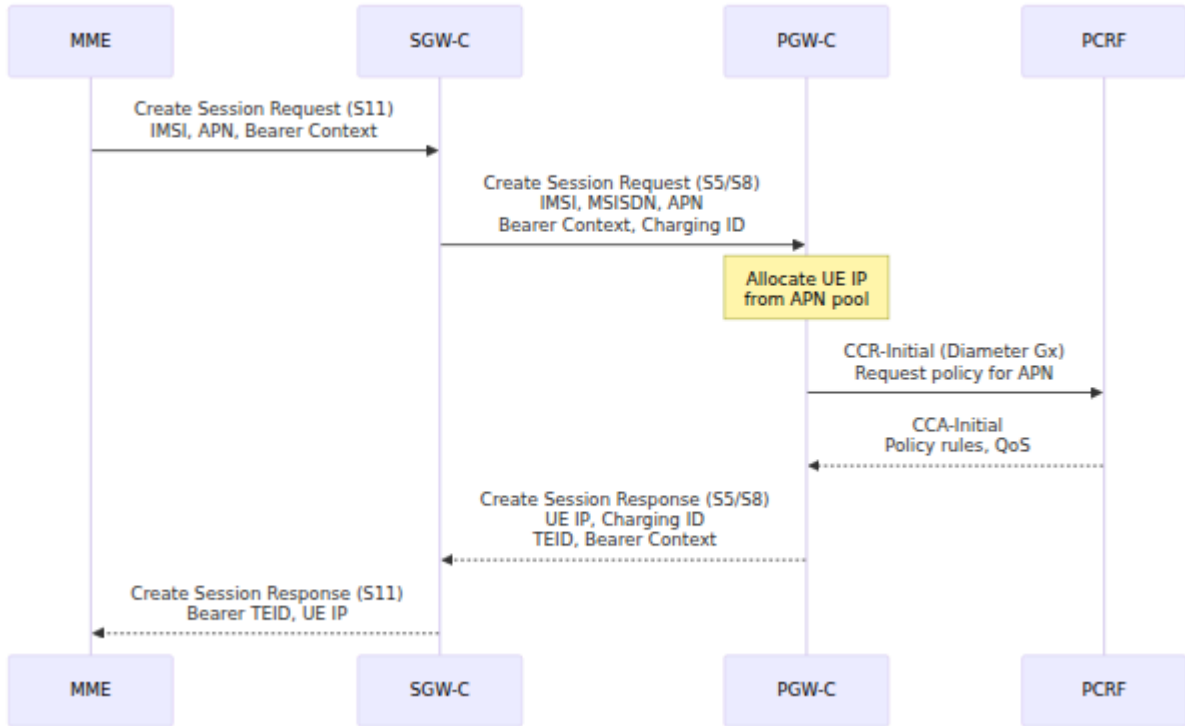 MME
SGW-C
PGW-C
PCRF
Create Session Request (S11)
IMSI, APN, Bearer Context
Create Session Request (S5/S8)
IMSI, MSISDN, APN
Bearer Context, Charging ID
Allocate UE IP
from APN pool
CCR-Initial (Diameter Gx)
Request policy for APN
CCA-Initial
Policy rules, QoS
Create Session Response (S5/S8)
UE IP, Charging ID
TEID, Bearer Context
Create Session Response (S11)
Bearer TEID, UE IP
MME
SGW-C
PGW-C
PCRF